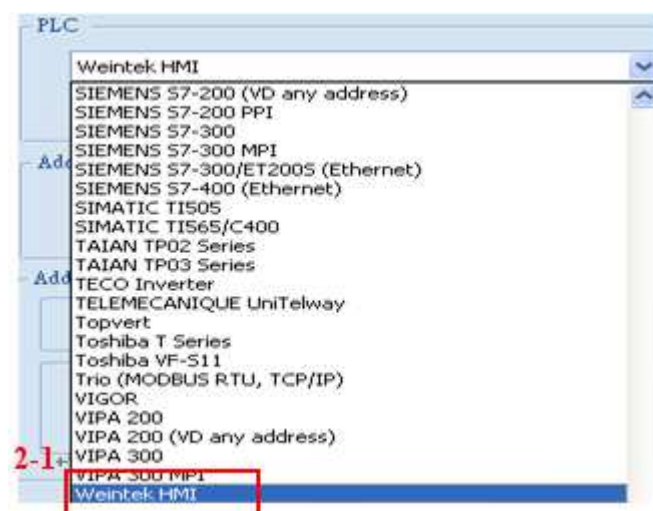 PLC
Weintek HMI
SIEMENS S7-200 (VD any address)
SIEMENS S7-200 PPI
SIEMENS S7-300
SIEMENS S7-300 MPI
Add
SIEMENS S7-300/ET200S (Ethernet)
SIEMENS S7-400 (Ethernet)
SIMATIC TI505
SIMATIC TI565/C400
TAIAN TP02 Series
TAIAN TP03 Series
Add
TECO Inverter
TELEMECANIQUE UniTelway
Topvert
Toshiba T Series
Toshiba VF-S11
Trio (MODBUS RTU, TCP/IP)
VIGOR
VIPA 200
VIPA 200 (VD any address)
2-1
VIPA 300
VIPA 300 MPI
Weintek HMI